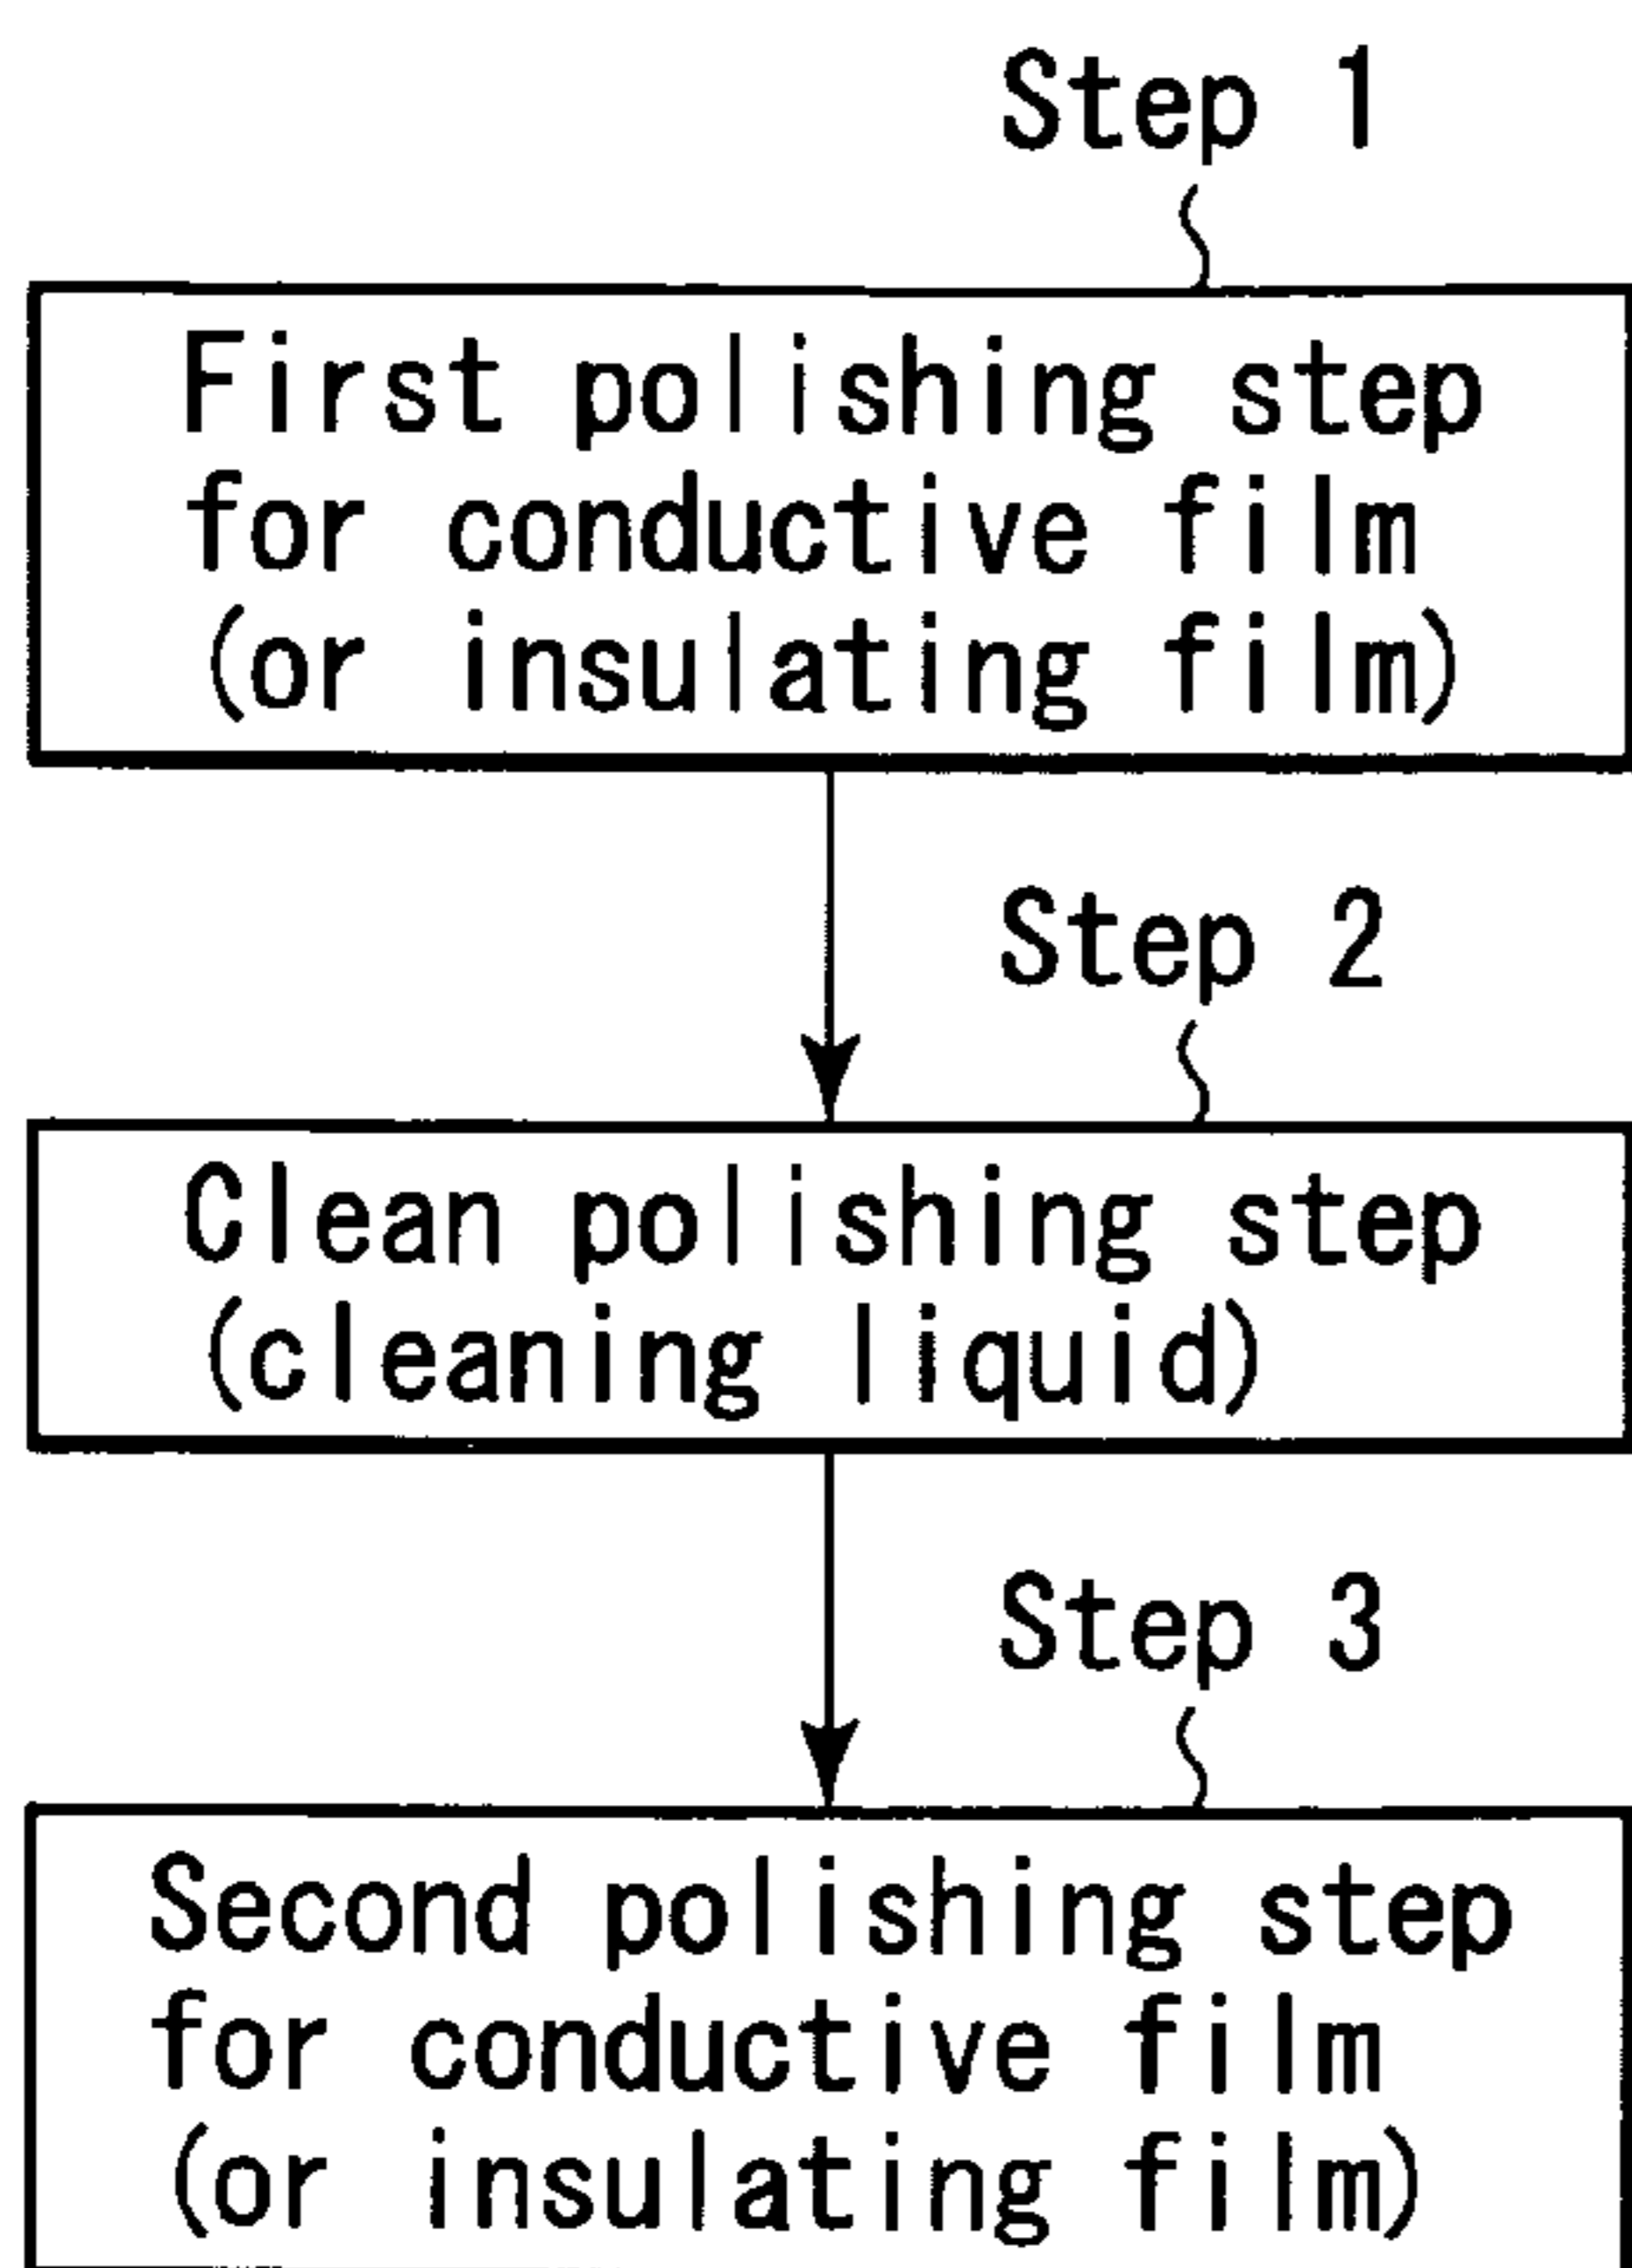 Step 1
First polishing step
for conductive film
(or insulating film)
Step 2
Clean polishing step
(cleaning liquid)
Step 3
Second polishing step
for conductive film
(or insulating film)